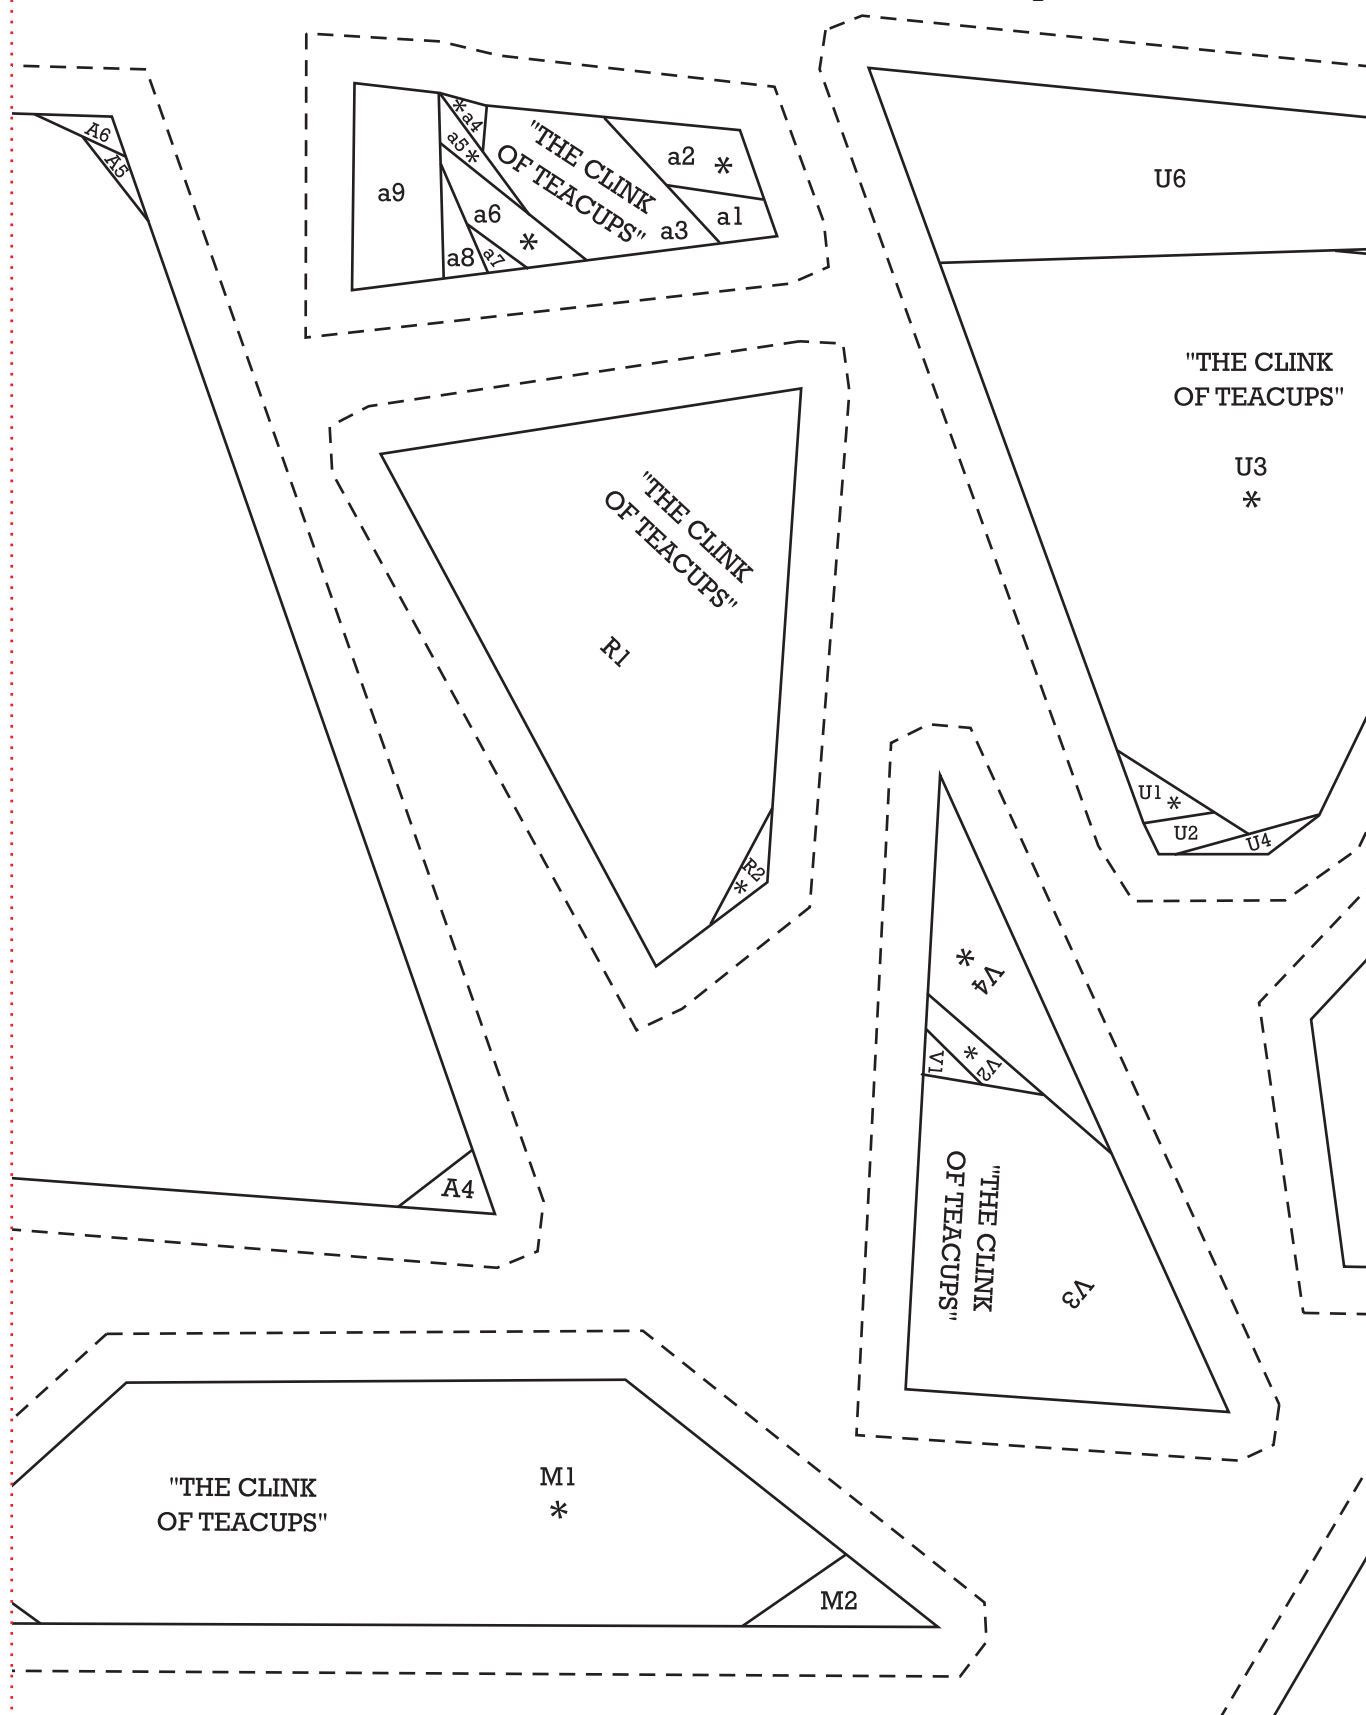 A6
A5
*
a4
a5 *
a9
a6
*
a8
a7
"THE CLINK
OF TEACUPS"
a3
a2 *
a1
U6
"THE CLINK
OF TEACUPS"
U3
*
U1
*
U2
U4
"THE CLINK
OF TEACUPS"
R1
R2
*
*
V4
*
V2
V1
"THE CLINK
OF TEACUPS"
V3
A4
"THE CLINK
OF TEACUPS"
M1
*
M2